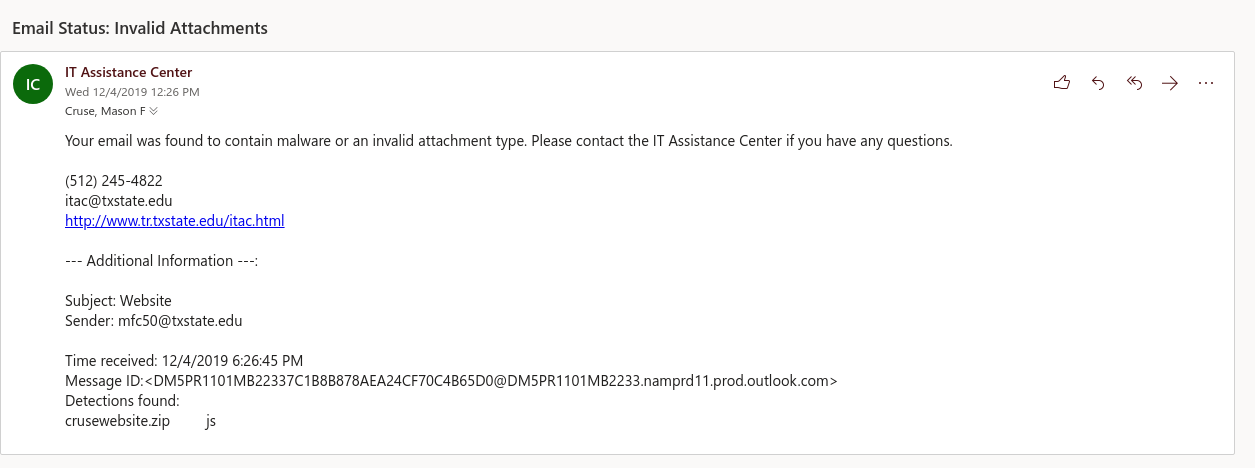 Email Status: Invalid Attachments
IC
IT Assistance Center
Wed 12/4/2019 12:26 PM
Cruse, Mason F
Your email was found to contain malware or an invalid attachment type. Please contact the IT Assistance Center if you have any questions.
(512) 245-4822
itac@txstate.edu
http://www.tr.txstate.edu/itac.html
--- Additional Information ---:
Subject: Website
Sender: mfc50@txstate.edu
Time received: 12/4/2019 6:26:45 PM
Message ID:<DM5PR1101MB22337C1B8B878AEA24CF70C4B65D0@DM5PR1101MB2233.namprd11.prod.outlook.com>
Detections found:
crusewebsite.zip js